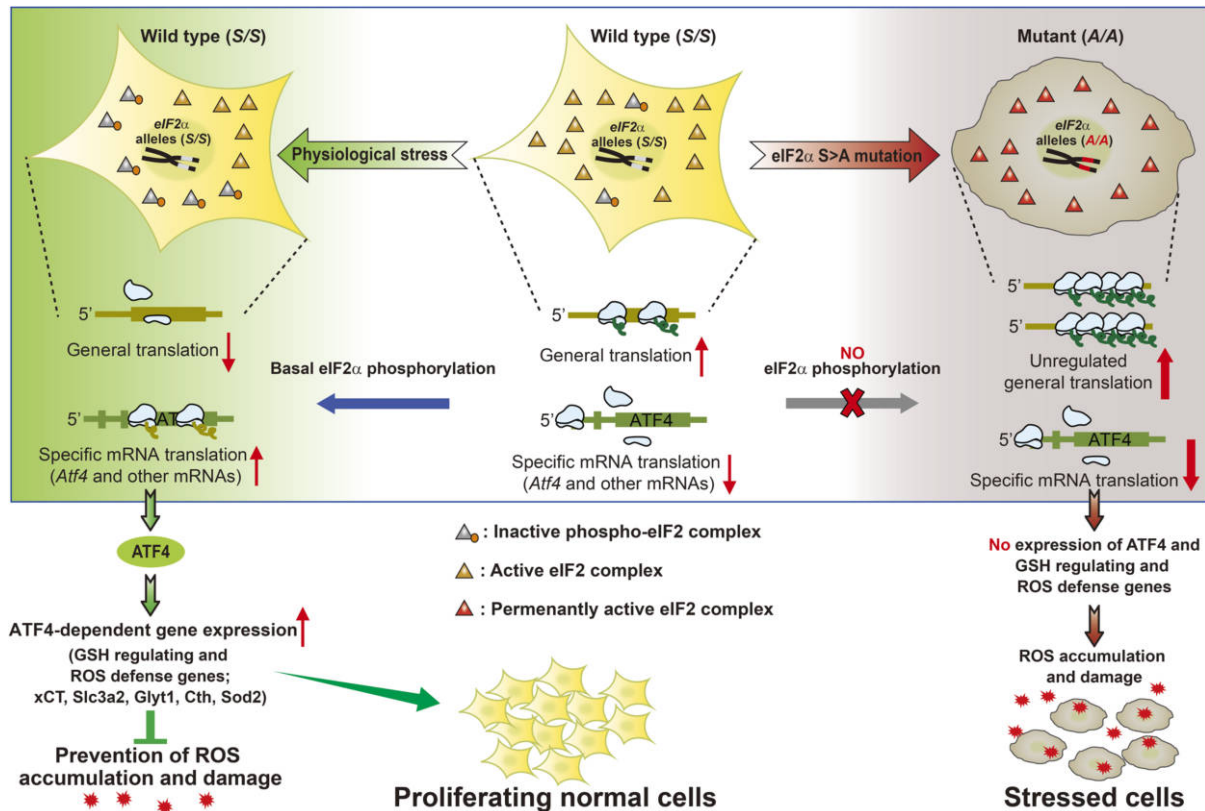 Wild type (S/S)
Wild type (S/S)
Mutant (A/A)
eIF2α
alleles (S/S)
Physiological stress
eIF2α
alleles (S/S)
eIF2α S>A mutation
eIF2α
alleles (A/A)
5'
General translation
5'
General translation
5'
5'
Unregulated
general translation
Basal eIF2α phosphorylation
NO
eIF2α phosphorylation
5'
AT
Specific mRNA translation
(Atf4 and other mRNAs)
5'
ATF4
Specific mRNA translation
(Atf4 and other mRNAs)
5'
ATF4
Specific mRNA translation
ATF4
ATF4-dependent gene expression
(GSH regulating and
ROS defense genes;
xCT, Slc3a2, Glyt1, Cth, Sod2)
Prevention of ROS
accumulation and damage
: Inactive phospho-eIF2 complex
: Active eIF2 complex
: Permenantly active eIF2 complex
Proliferating normal cells
No expression of ATF4 and
GSH regulating and
ROS defense genes
ROS accumulation
and damage
Stressed cells